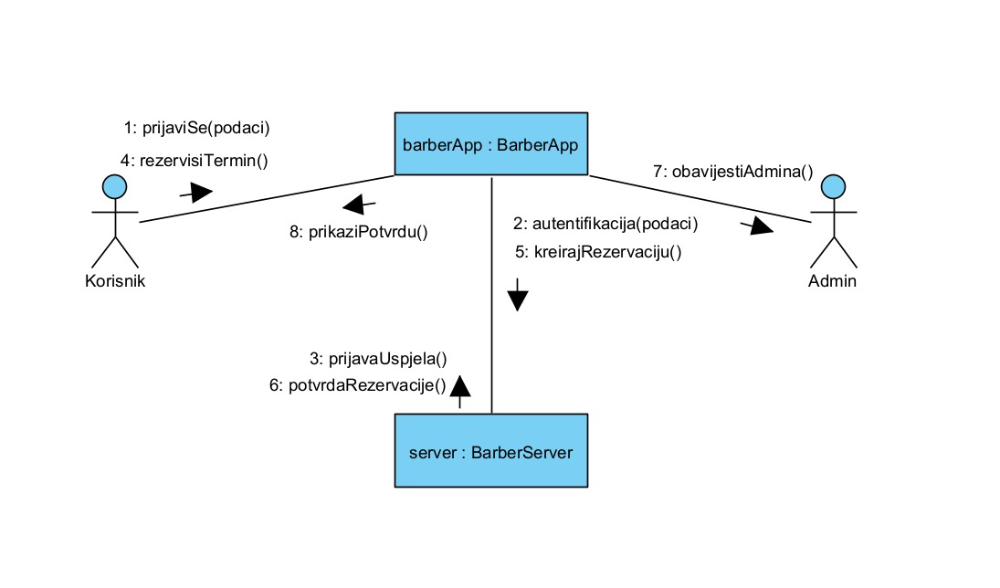 1: prijaviSe(podaci)
4: rezervisiTermin()
barberApp : BarberApp
7: obavijestiAdmina()
8: prikaziPotvrdu()
2: autentifikacija(podaci)
5: kreirajRezervaciju()
Korisnik
Admin
3: prijavaUspjela()
6: potvrdaRezervacije()
server : BarberServer